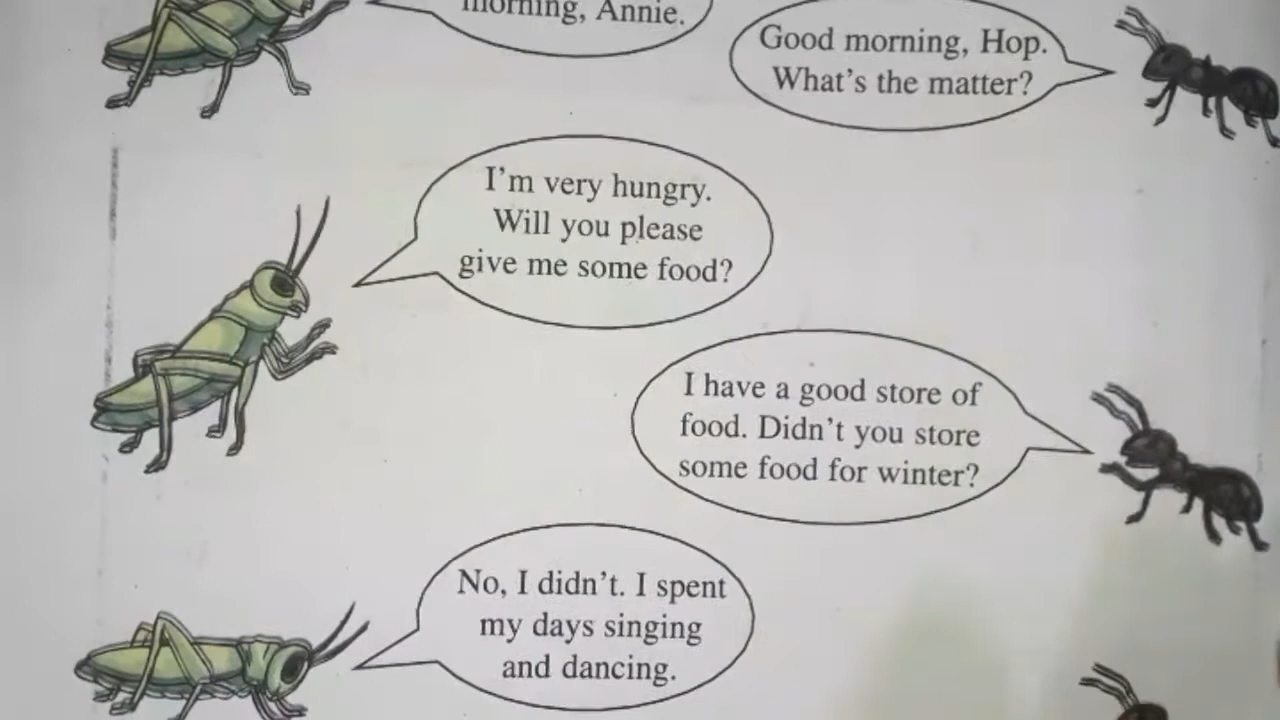 morning, Annie.
Good morning, Hop.
What's the matter?
I'm very hungry.
Will you please
give me some food?
I have a good store of
food. Didn't you store
some food for winter?
No, I didn't. I spent
my days singing
and dancing.